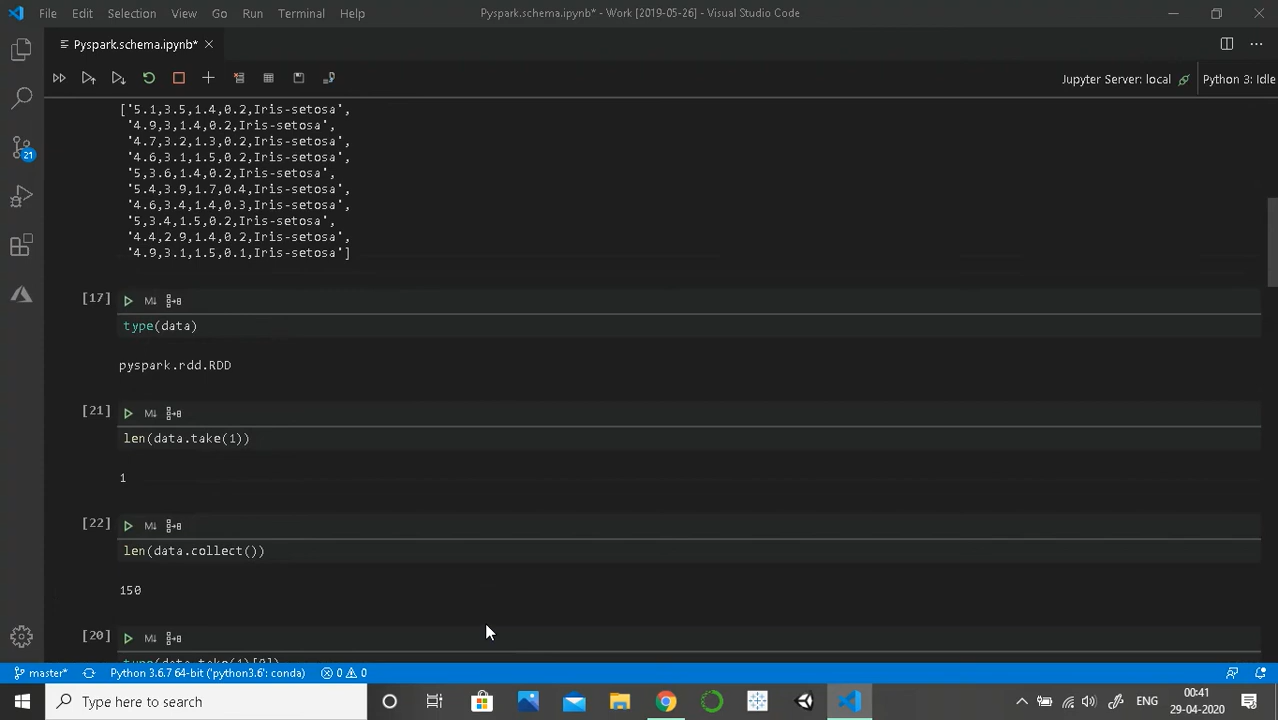 File Edit Selection View Go Run Terminal Help Pyspark.schema.ipynb* - Work [2019-05-26] - Visual Studio Code
Pyspark.schema.ipynb*
Jupyter Server: local Python 3: Idle
['5.1,3.5,1.4,0.2,Iris-setosa',
'4.9,3,1.4,0.2,Iris-setosa',
'4.7,3.2,1.3,0.2,Iris-setosa',
'4.6,3.1,1.5,0.2,Iris-setosa',
'5,3.6,1.4,0.2,Iris-setosa',
'5.4,3.9,1.7,0.4,Iris-setosa',
'4.6,3.4,1.4,0.3,Iris-setosa',
'5,3.4,1.5,0.2,Iris-setosa',
'4.4,2.9,1.4,0.2,Iris-setosa',
'4.9,3.1,1.5,0.1,Iris-setosa']
[17] M↓
type(data)
pyspark.rdd.RDD
[21] M↓
len(data.take(1))
1
[22] M↓
len(data.collect())
150
[20] M↓
type(data.take(1)[0])
21
master* Python 3.6.7 64-bit ('python3.6': conda) 0 0
Type here to search
ENG
00:41
29-04-2020